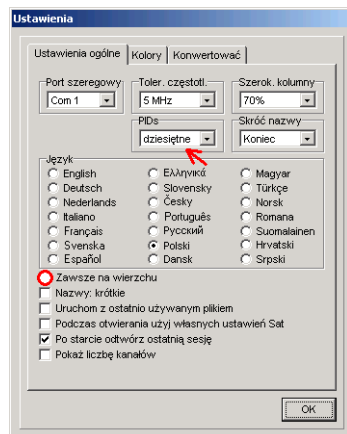 Ustawienia
Ustawienia ogólne Kolory Konwertować
Port szeregowy Toler. częstotl. Szerok. kolumny
Com 1 5 MHz 70%
PIDs Skróć nazwy
dziesiętne Koniec
Język
English Ελληνικά Magyar
Deutsch Slovensky Türkçe
Nederlands Česky Norsk
Italiano Português Romana
Français Русский Suomalainen
Svenska Polski Hrvatski
Español Dansk Srpski
Zawsze na wierzchu
Nazwy: krótkie
Uruchom z ostatnio używanym plikiem
Podczas otwierania użyj własnych ustawień Sat
Po starcie odtwórz ostatnią sesję
Pokaż liczbę kanałów
OK